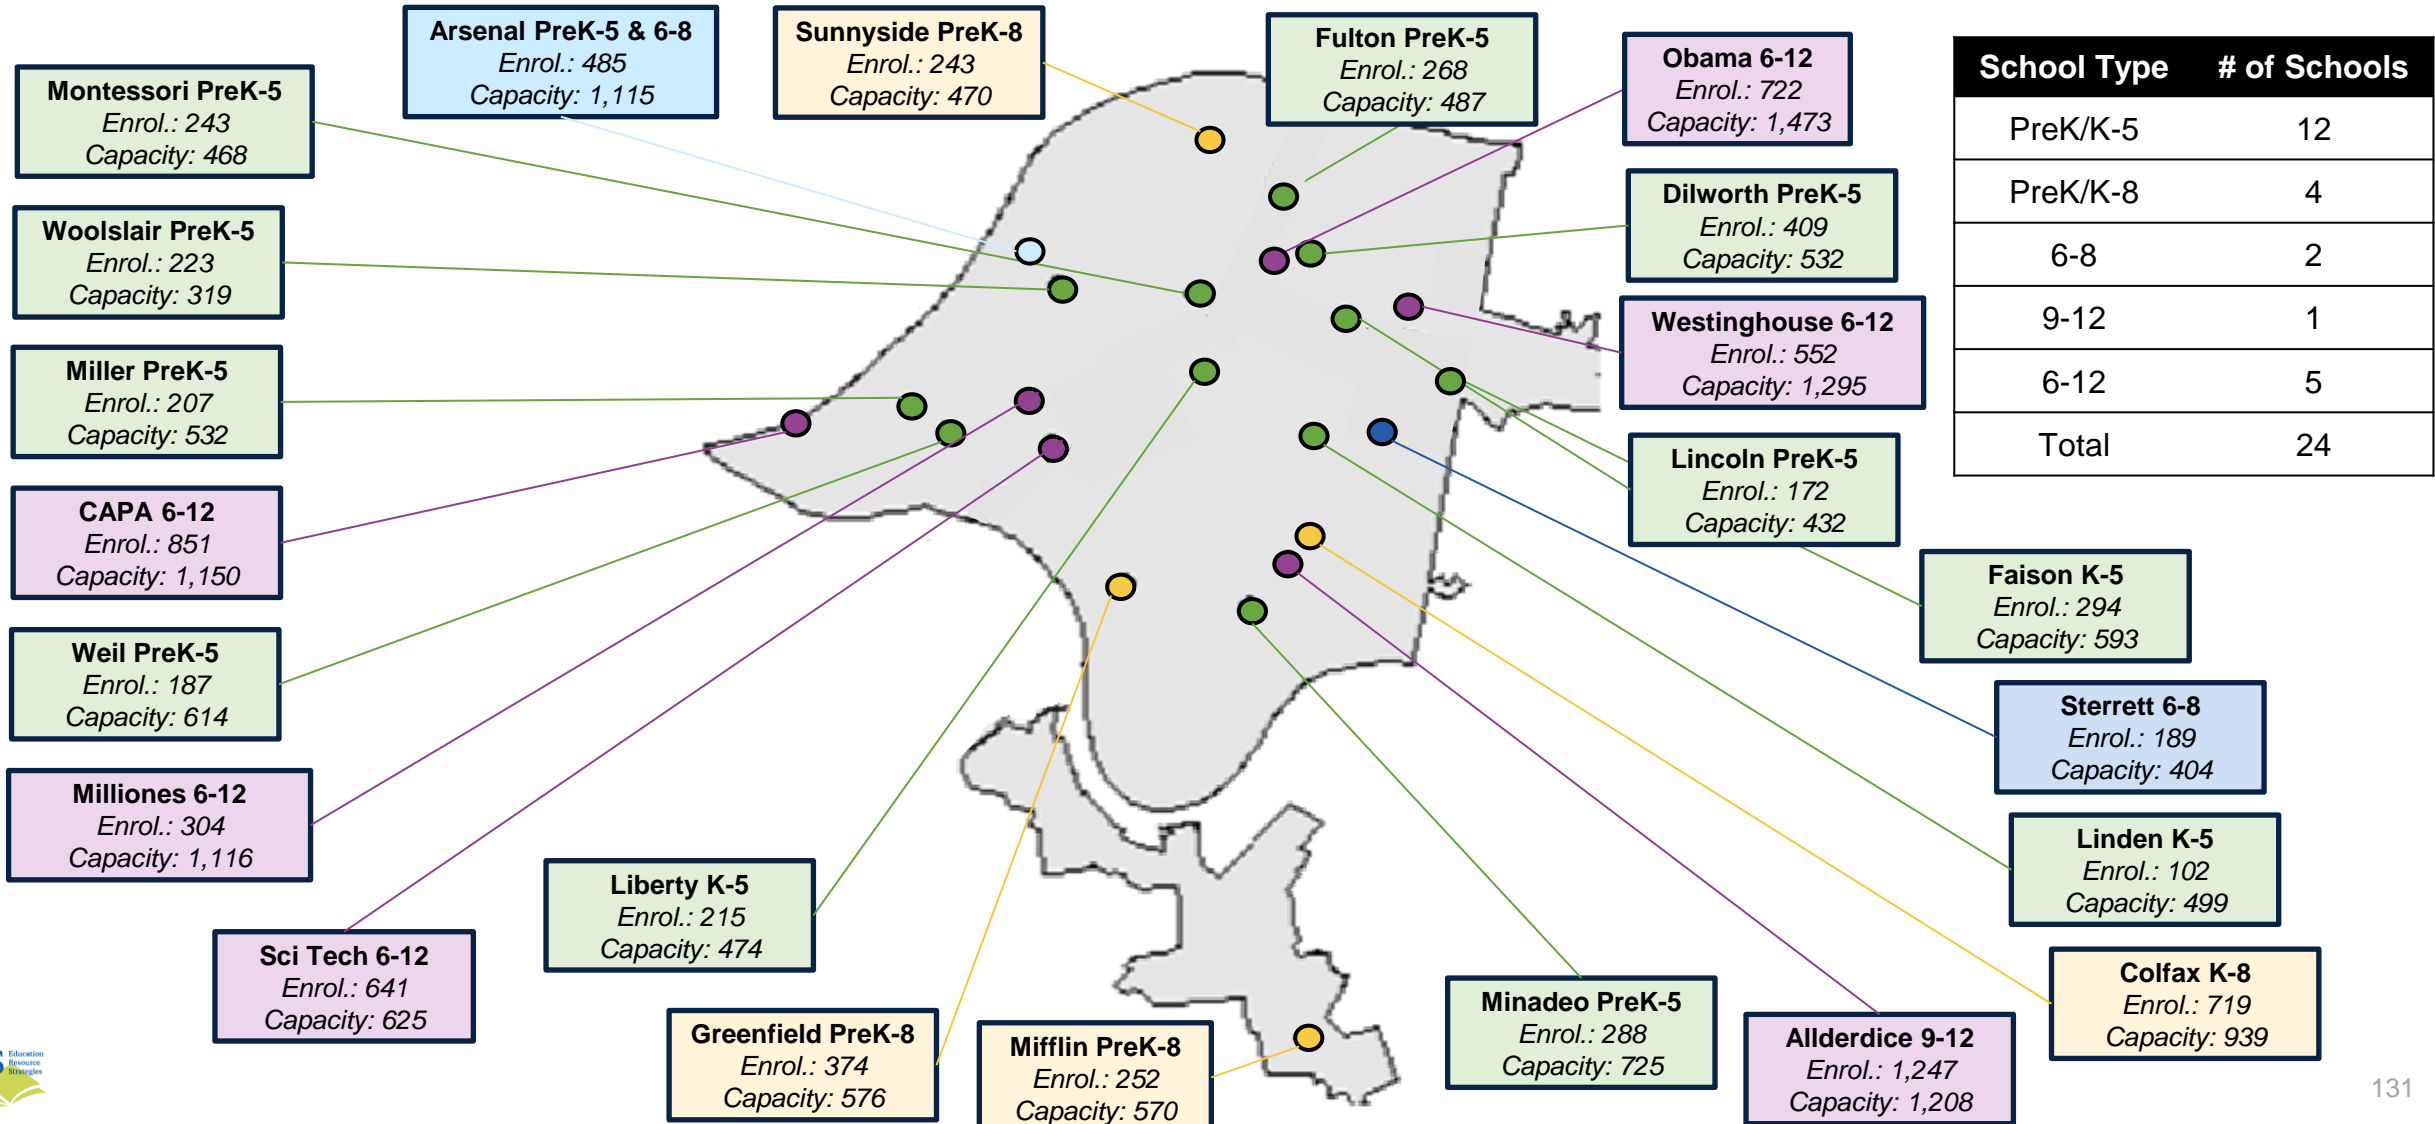 Arsenal PreK-5 & 6-8
Enrol.: 485
Capacity: 1,115
Sunnyside PreK-8
Enrol.: 243
Capacity: 470
Fulton PreK-5
Enrol.: 268
Capacity: 487
Obama 6-12
Enrol.: 722
Capacity: 1,473
School Type # of Schools
PreK/K-5 12
PreK/K-8 4
6-8 2
9-12 1
6-12 5
Total 24
Montessori PreK-5
Enrol.: 243
Capacity: 468
Woolslair PreK-5
Enrol.: 223
Capacity: 319
Miller PreK-5
Enrol.: 207
Capacity: 532
CAPA 6-12
Enrol.: 851
Capacity: 1,150
Weil PreK-5
Enrol.: 187
Capacity: 614
Milliones 6-12
Enrol.: 304
Capacity: 1,116
Sci Tech 6-12
Enrol.: 641
Capacity: 625
Liberty K-5
Enrol.: 215
Capacity: 474
Greenfield PreK-8
Enrol.: 374
Capacity: 576
Mifflin PreK-8
Enrol.: 252
Capacity: 570
Dilworth PreK-5
Enrol.: 409
Capacity: 532
Westinghouse 6-12
Enrol.: 552
Capacity: 1,295
Lincoln PreK-5
Enrol.: 172
Capacity: 432
Faison K-5
Enrol.: 294
Capacity: 593
Sterrett 6-8
Enrol.: 189
Capacity: 404
Linden K-5
Enrol.: 102
Capacity: 499
Colfax K-8
Enrol.: 719
Capacity: 939
Minadeo PreK-5
Enrol.: 288
Capacity: 725
Allderdice 9-12
Enrol.: 1,247
Capacity: 1,208
Education
Resource
Strategies
131